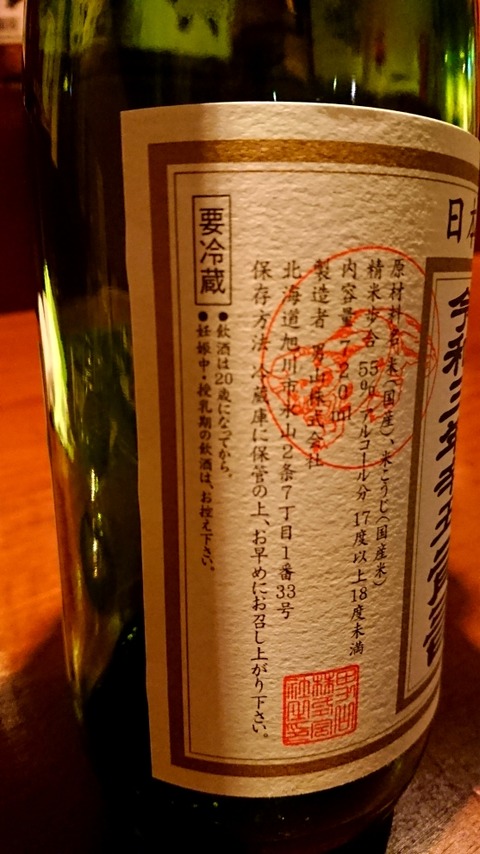 日本
原材料名 米(国産)、米こうじ(国産米)
精米歩合 55% アルコール分 17度以上18度未満
内容量 720ml
製造者 男山株式会社
北海道旭川市永山2条7丁目1番33号
保存方法 冷蔵庫に保管の上、お早めにお召し上がり下さい。
要冷蔵
●飲酒は20歳になってから。
●妊娠中・授乳期の飲酒は、お控え下さい。